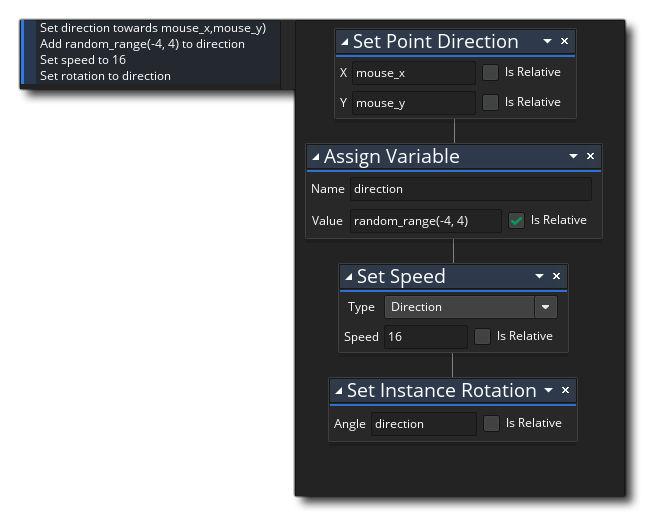 Set direction towards mouse_x,mouse_y)
Add random_range(-4, 4) to direction
Set speed to 16
Set rotation to direction
Set Point Direction
X mouse_x Is Relative
Y mouse_y Is Relative
Assign Variable
Name direction
Value random_range(-4, 4) Is Relative
Set Speed
Type Direction
Speed 16 Is Relative
Set Instance Rotation
Angle direction Is Relative